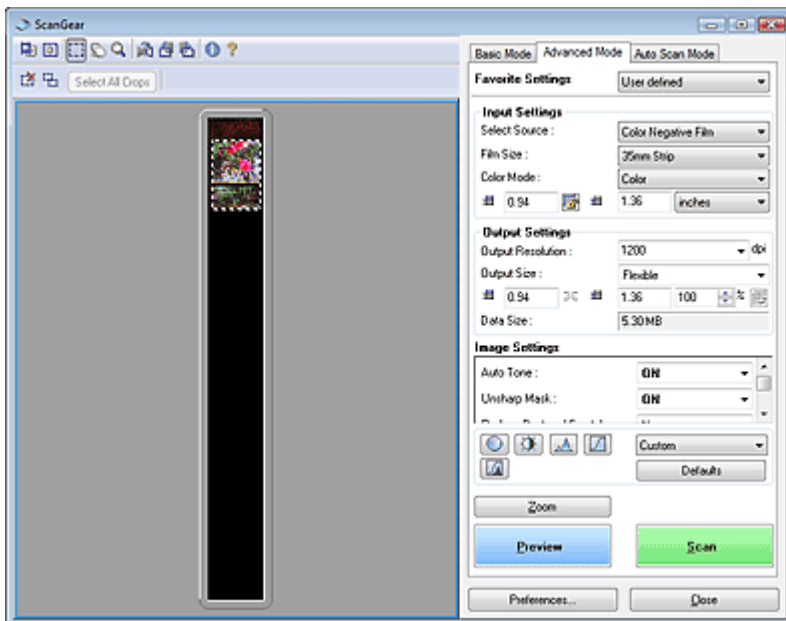 ScanGear
Select All Crops
Basic Mode Advanced Mode Auto Scan Mode
Favorite Settings User defined
Input Settings
Select Source : Color Negative Film
Film Size : 35mm Strip
Color Mode : Color
0.94 1.36 inches
Output Settings
Output Resolution : 1200 dpi
Output Size : Flexible
0.94 1.36 100 %
Data Size : 5.30 MB
Image Settings
Auto Tone : ON
Unsharp Mask : ON
Custom
Defaults
Zoom
Preview Scan
Preferences... Close